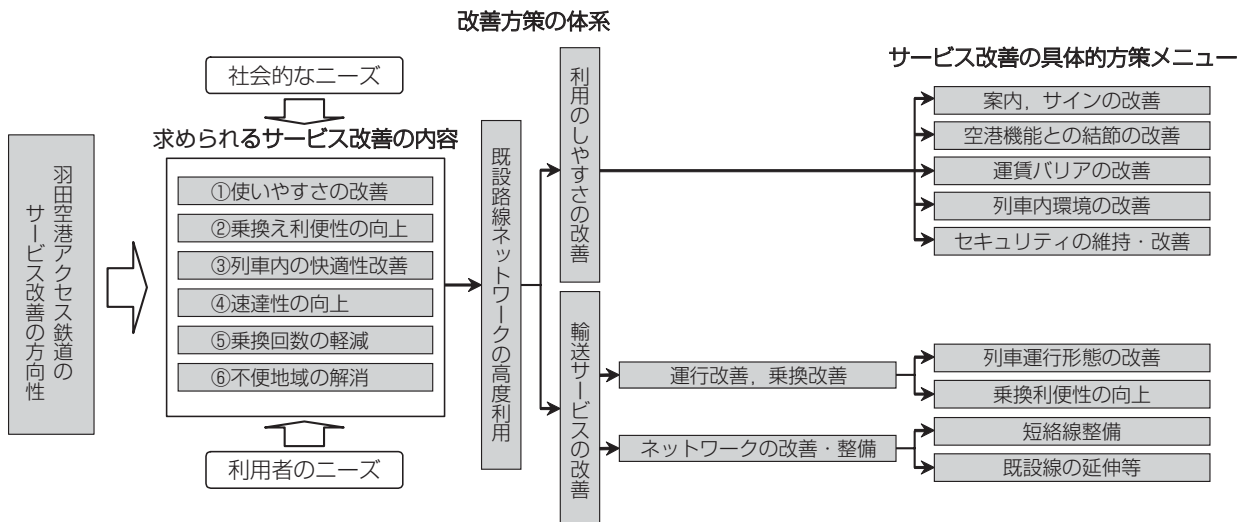 改善方策の体系
社会的なニーズ
サービス改善の具体的方策メニュー
羽田空港アクセス鉄道の
サービス改善の方向性
求められるサービス改善の内容
①使いやすさの改善
②乗換え利便性の向上
③列車内の快適性改善
④速達性の向上
⑤乗換回数の軽減
⑥不便地域の解消
利用者のニーズ
既設路線ネットワークの高度利用
利用のしやすさの改善
案内，サインの改善
空港機能との結節の改善
運賃バリアの改善
列車内環境の改善
セキュリティの維持・改善
輸送サービスの改善
運行改善，乗換改善
列車運行形態の改善
乗換利便性の向上
ネットワークの改善・整備
短絡線整備
既設線の延伸等